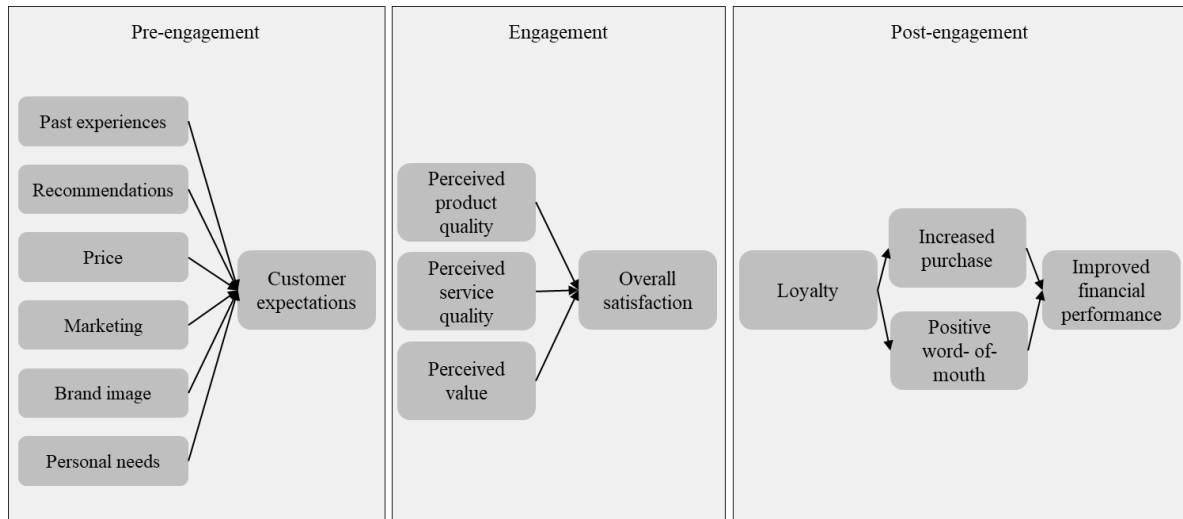 Pre-engagement
Past experiences
Recommendations
Price
Marketing
Brand image
Personal needs
Customer
expectations
Engagement
Perceived
product
quality
Perceived
service
quality
Perceived
value
Overall
satisfaction
Post-engagement
Loyalty
Increased
purchase
Positive
word- of-
mouth
Improved
financial
performance